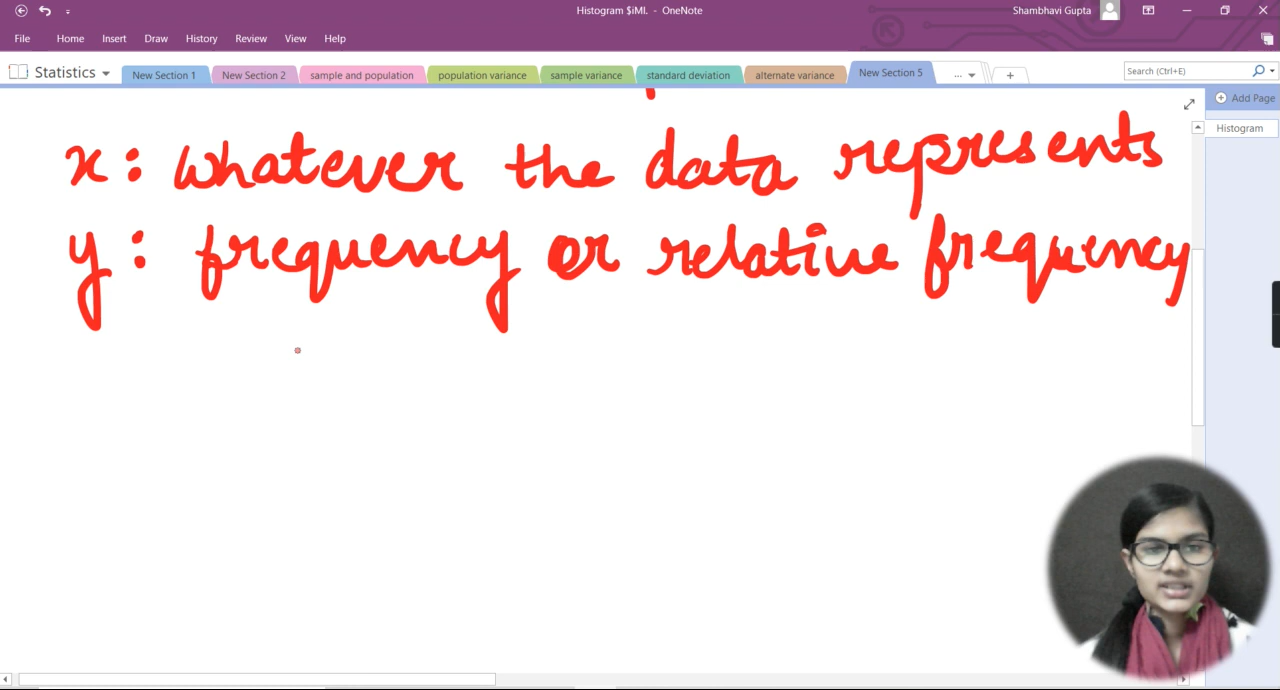 Histogram $iML - OneNote
Shambhavi Gupta
File Home Insert Draw History Review View Help
Statistics
New Section 1 New Section 2 sample and population population variance sample variance standard deviation alternate variance New Section 5 ... +
Search (Ctrl+E)
Add Page
Histogram
x: whatever the data represents
y: frequency or relative frequency